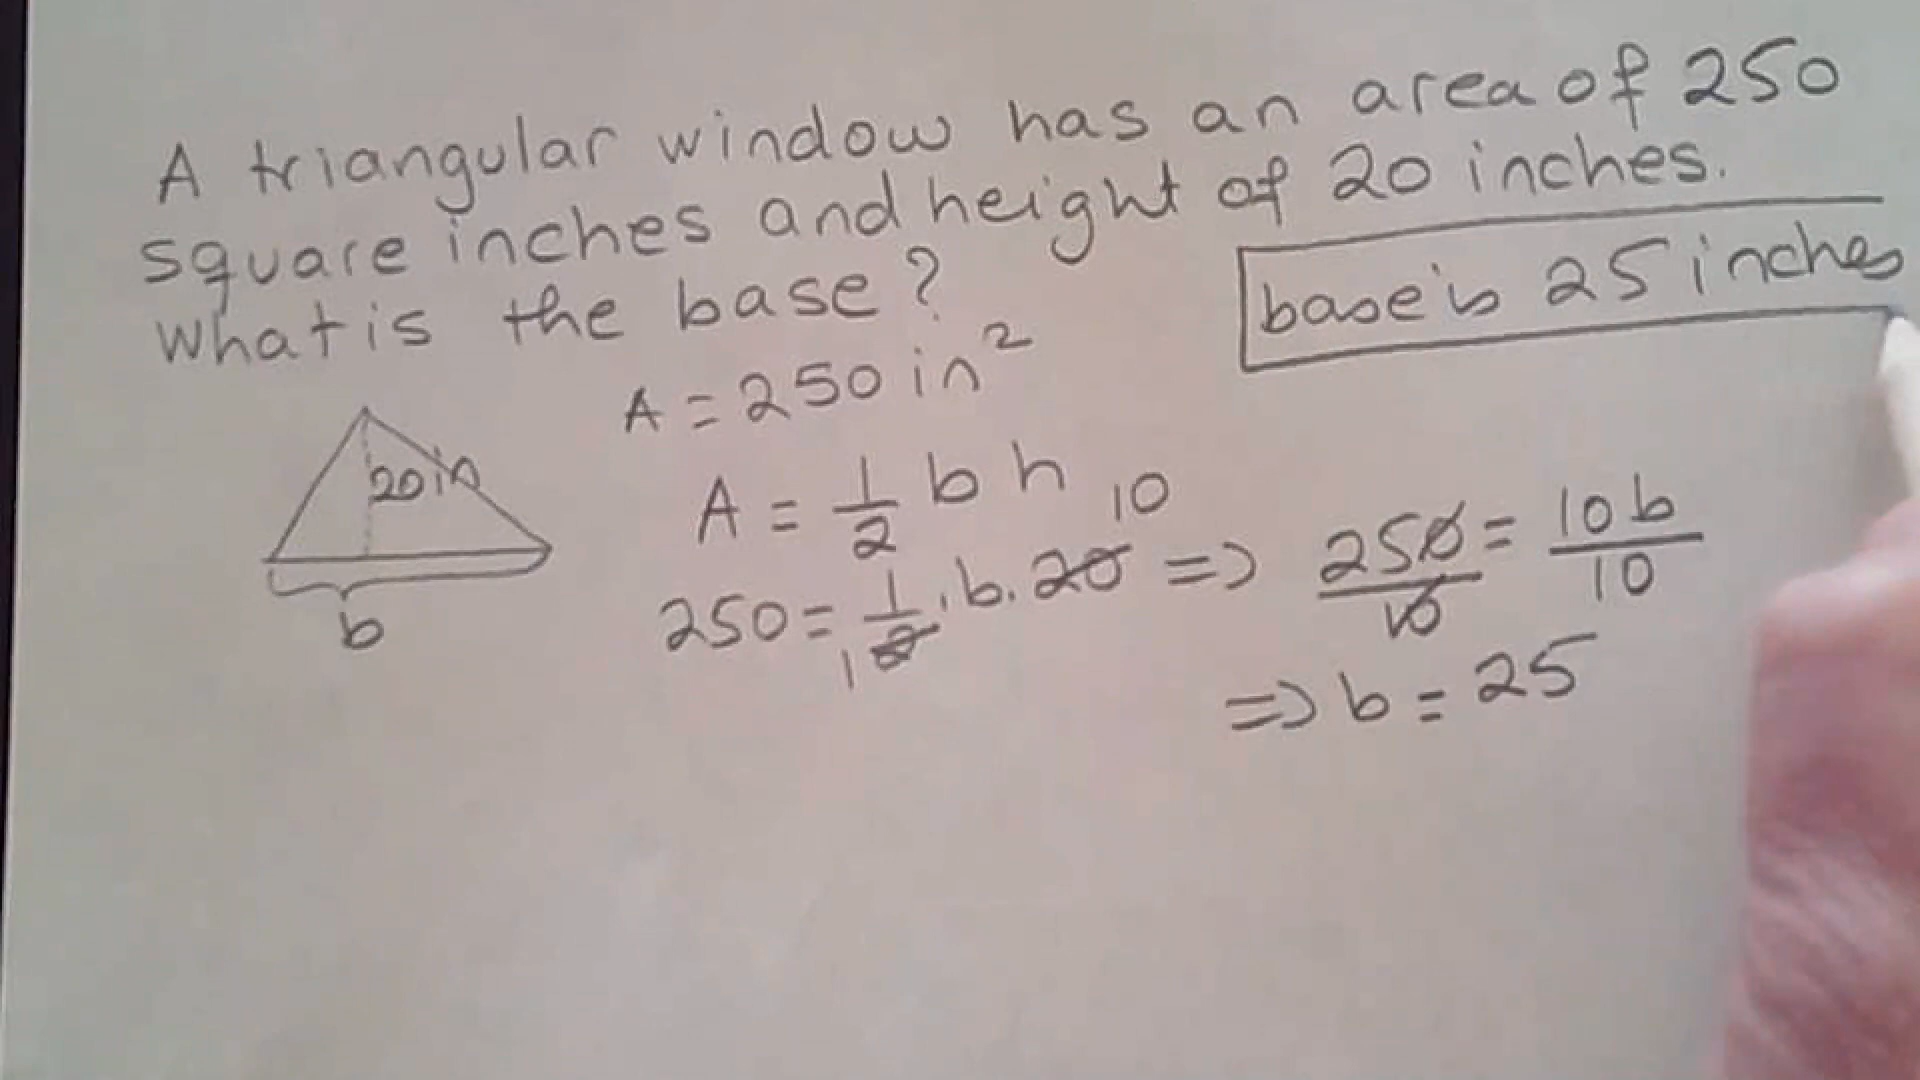 A triangular window has an area of 250
square inches and height of 20 inches.
What is the base?
base is 25 inches
A = 250 in²
20 in
b
A = 1/2 b h
10
250 = 1/2 · b · 20 => 250/10 = 10b/10
1
=> b = 25